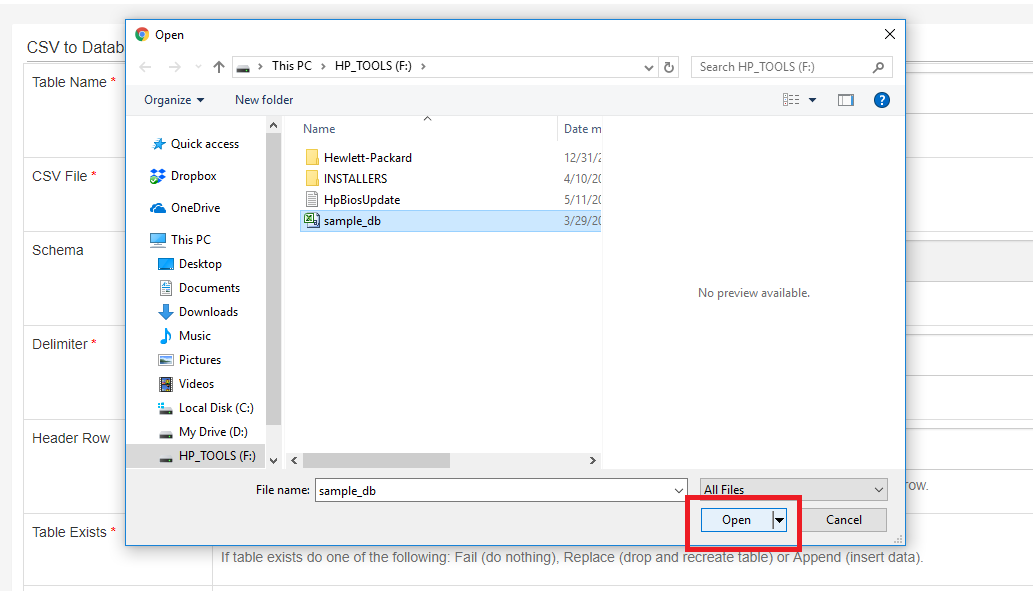 Open
CSV to Datab
This PC > HP_TOOLS (F:) >
Search HP_TOOLS (F:)
Table Name *
Organize
New folder
?
Name
Date m
Quick access
Hewlett-Packard 12/31/2
CSV File *
Dropbox
INSTALLERS 4/10/20
HpBiosUpdate 5/11/20
OneDrive
sample_db 3/29/20
This PC
Schema
Desktop
Documents
No preview available.
Downloads
Music
Delimiter *
Pictures
Videos
Local Disk (C:)
My Drive (D:)
Header Row
HP_TOOLS (F:)
File name: sample_db
All Files
row.
Open
Cancel
Table Exists *
If table exists do one of the following: Fail (do nothing), Replace (drop and recreate table) or Append (insert data).